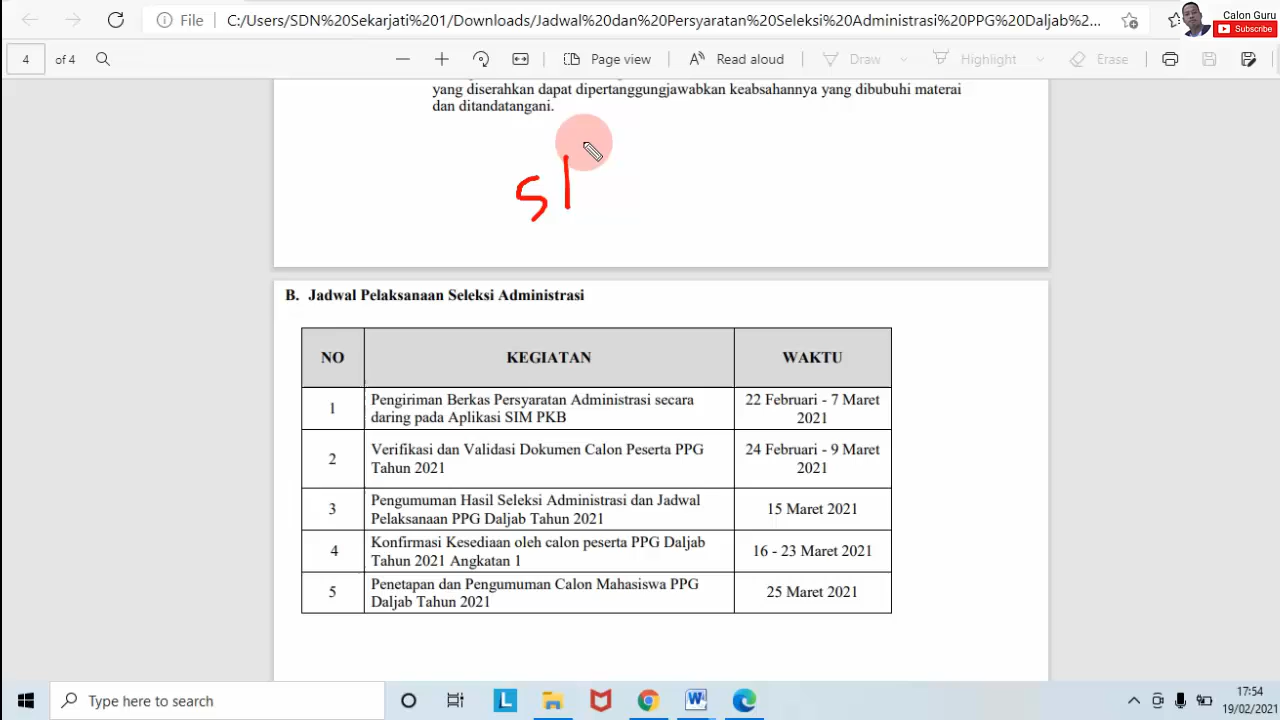 File C:/Users/SDN%20Sekarjati%201/Downloads/Jadwal%20dan%20Persyaratan%20Seleksi%20Administrasi%20PPG%20Daljab%2...
Calon Guru
Subscribe
4 of 4 Page view Read aloud Draw Highlight Erase
yang diserahkan dapat dipertanggungjawabkan keabsahannya yang dibubuhi materai
dan ditandatangani.
SI
B. Jadwal Pelaksanaan Seleksi Administrasi
NO KEGIATAN WAKTU
1 Pengiriman Berkas Persyaratan Administrasi secara 22 Februari - 7 Maret
daring pada Aplikasi SIM PKB 2021
2 Verifikasi dan Validasi Dokumen Calon Peserta PPG 24 Februari - 9 Maret
Tahun 2021 2021
3 Pengumuman Hasil Seleksi Administrasi dan Jadwal 15 Maret 2021
Pelaksanaan PPG Daljab Tahun 2021
4 Konfirmasi Kesediaan oleh calon peserta PPG Daljab 16 - 23 Maret 2021
Tahun 2021 Angkatan 1
5 Penetapan dan Pengumuman Calon Mahasiswa PPG 25 Maret 2021
Daljab Tahun 2021
Type here to search
17:54
19/02/2021